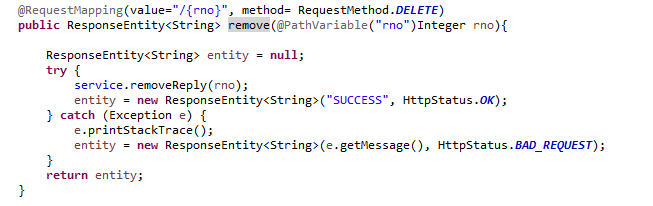 @RequestMapping(value="/{rno}", method= RequestMethod.DELETE)
public ResponseEntity<String> remove(@PathVariable("rno")Integer rno){
ResponseEntity<String> entity = null;
try {
service.removeReply(rno);
entity = new ResponseEntity<String>("SUCCESS", HttpStatus.OK);
} catch (Exception e) {
e.printStackTrace();
entity = new ResponseEntity<String>(e.getMessage(), HttpStatus.BAD_REQUEST);
}
return entity;
}